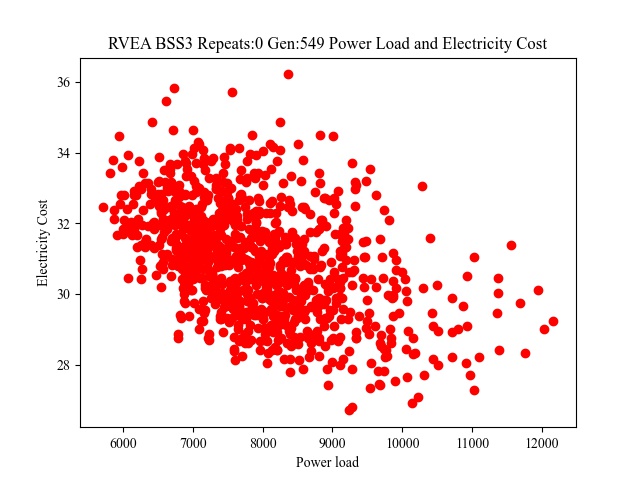 RVEA BSS3 Repeats:0 Gen:549 Power Load and Electricity Cost
Electricity Cost
36
34
32
30
28
6000 7000 8000 9000 10000 11000 12000
Power load